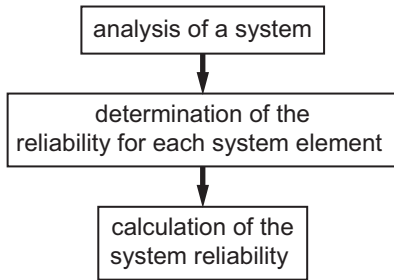 analysis of a system
determination of the
reliability for each system element
calculation of the
system reliability